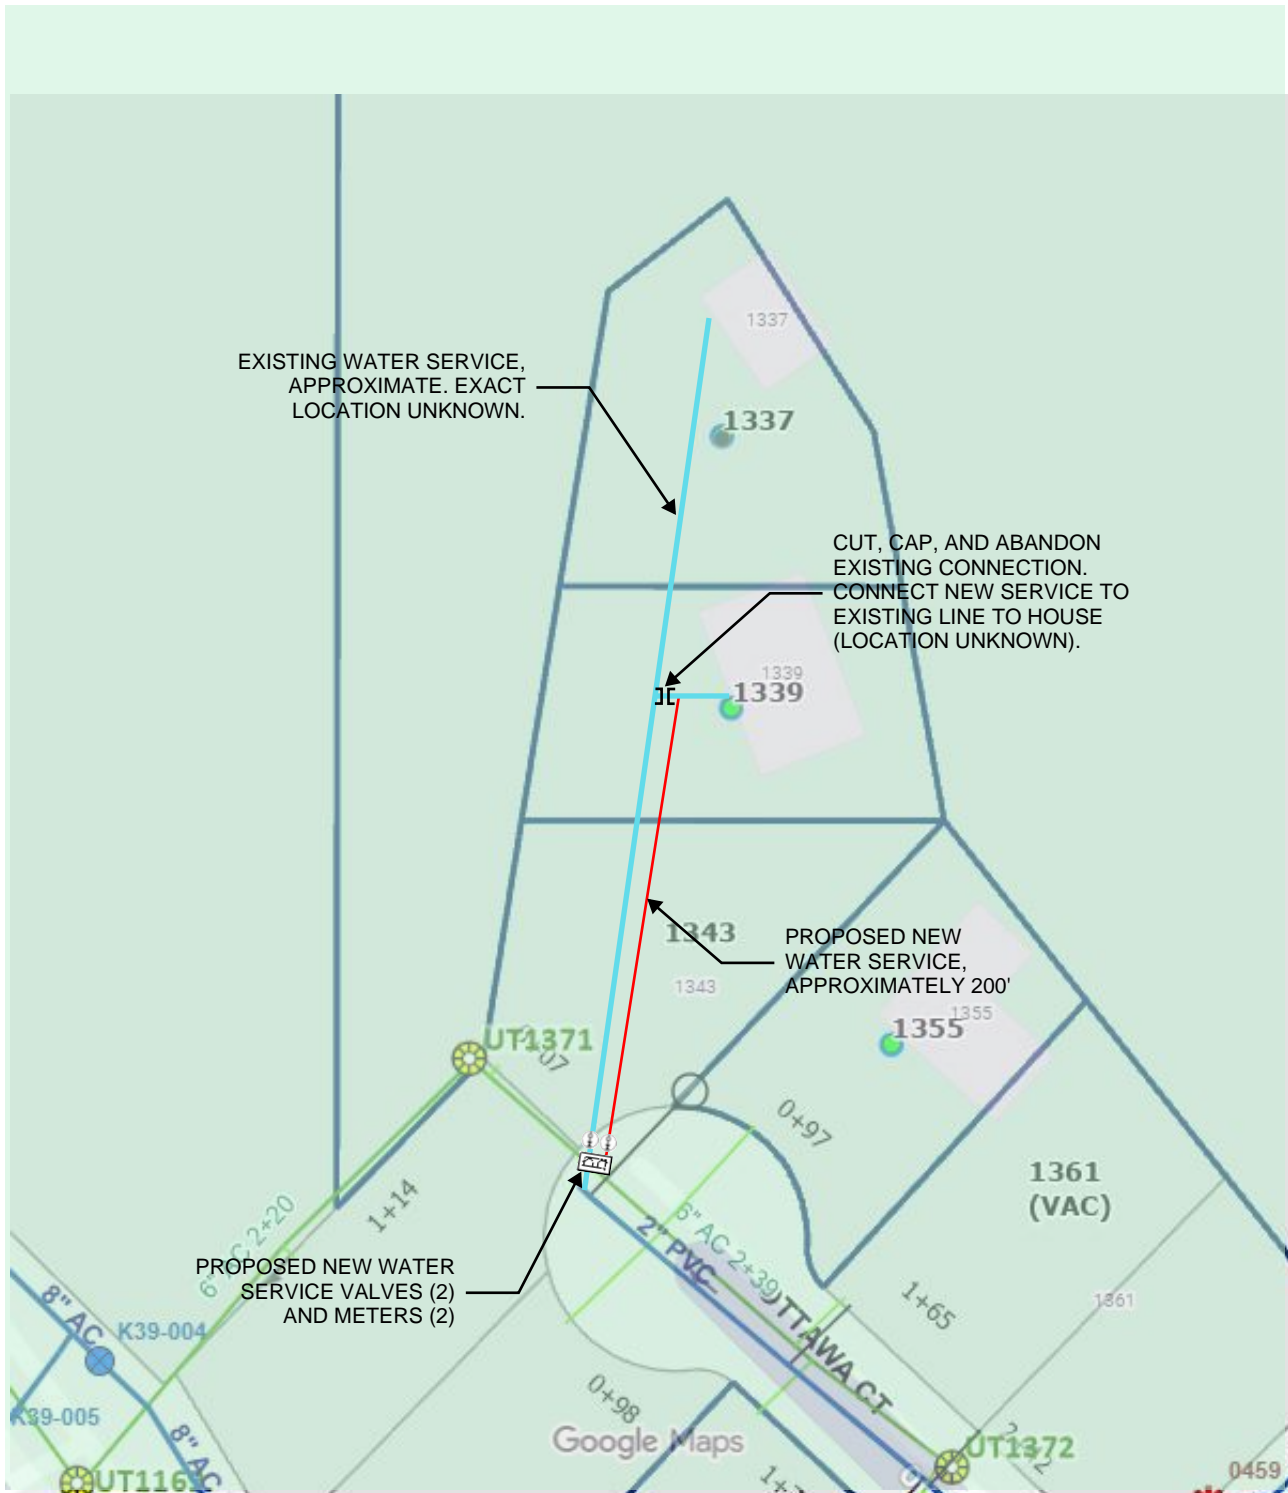 1337
EXISTING WATER SERVICE,
APPROXIMATE. EXACT
LOCATION UNKNOWN.
1337
CUT, CAP, AND ABANDON
EXISTING CONNECTION.
CONNECT NEW SERVICE TO
EXISTING LINE TO HOUSE
(LOCATION UNKNOWN).
1339
1339
1343
1343
PROPOSED NEW
WATER SERVICE,
APPROXIMATELY 200'
1355
1355
UT1371
0+97
1361
(VAC)
1+14
6" AC 2+20
6" AC 2+39
2" PVC
OTTAWA CT
PROPOSED NEW WATER
SERVICE VALVES (2)
AND METERS (2)
1+65
1361
8" AC
K39-004
K39-005
8" AC
0+98
Google Maps
UT1372
0459